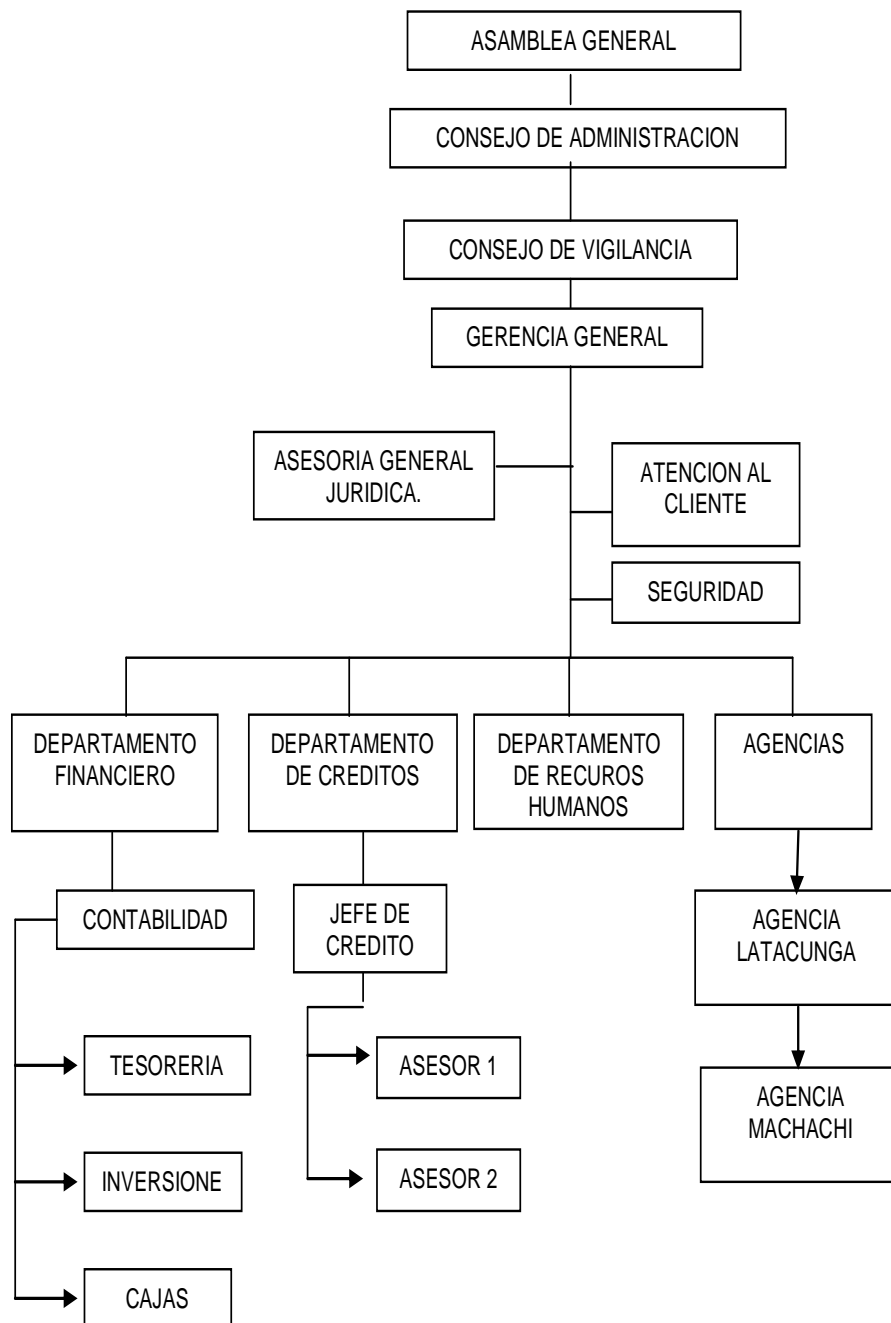 ASAMBLEA GENERAL
CONSEJO DE ADMINISTRACION
CONSEJO DE VIGILANCIA
GERENCIA GENERAL
ASESORIA GENERAL
JURIDICA.
ATENCION AL
CLIENTE
SEGURIDAD
DEPARTAMENTO
FINANCIERO
DEPARTAMENTO
DE CREDITOS
DEPARTAMENTO
DE RECUROS
HUMANOS
AGENCIAS
CONTABILIDAD
JEFE DE
CREDITO
AGENCIA
LATACUNGA
TESORERIA
ASESOR 1
AGENCIA
MACHACHI
INVERSIONE
ASESOR 2
CAJAS